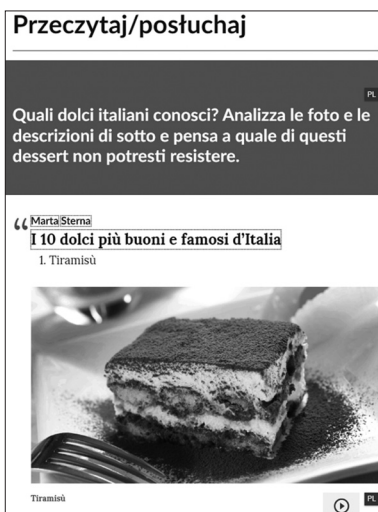 Przeczytaj/posłuchaj
PL
Quali dolci italiani conosci? Analizza le foto e le
descrizioni di sotto e pensa a quale di questi
dessert non potresti resistere.
“ Marta Sterna
I 10 dolci più buoni e famosi d'Italia
1. Tiramisù
Tiramisù
PL